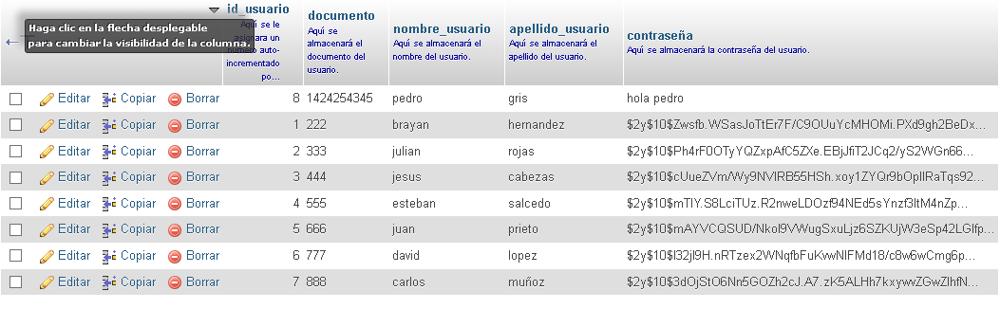 id_usuario documento nombre_usuario apellido_usuario contraseña
Haga clic en la flecha desplegable
para cambiar la visibilidad de la columna.
Aquí se le
asignara un
número auto-
incrementado
po...
Aquí se
almacenará el
documento del
usuario.
Aquí se almacenará el
nombre del usuario.
Aquí se almacenará el
apellido del usuario.
Aquí se almacenará la contraseña del usuario.
Editar Copiar Borrar 8 1424254345 pedro gris hola pedro
Editar Copiar Borrar 1 222 brayan hernandez $2y$10$Zwsfb.WSasJoTtEr7F/C9OUuYcMHOMi.PXd9gh2BeDx...
Editar Copiar Borrar 2 333 julian rojas $2y$10$Ph4rF0OTyYQZxpAfC5ZXe.EBjJfiT2JCq2/yS2WGn66...
Editar Copiar Borrar 3 444 jesus cabezas $2y$10$cUueZVm/Wy9NVIRB55HSh.xoy1ZYQr9bOpIlRaTqs92...
Editar Copiar Borrar 4 555 esteban salcedo $2y$10$mTlY.S8LciTUz.R2nweLDOzf94NEd5sYnzf3ltM4nZp...
Editar Copiar Borrar 5 666 juan prieto $2y$10$mAYVCQSUD/Nkol9VWugSxuLjz6SZKUjW3eSp42LGlfp...
Editar Copiar Borrar 6 777 david lopez $2y$10$l32jl9H.nRTzex2WNqfbFuKwwNlFMd18/c8w6wCmg6p...
Editar Copiar Borrar 7 888 carlos muñoz $2y$10$3dOjStO6Nn5GOZh2cJ.A7.zK5ALHh7kxywvZGwZlhfN...